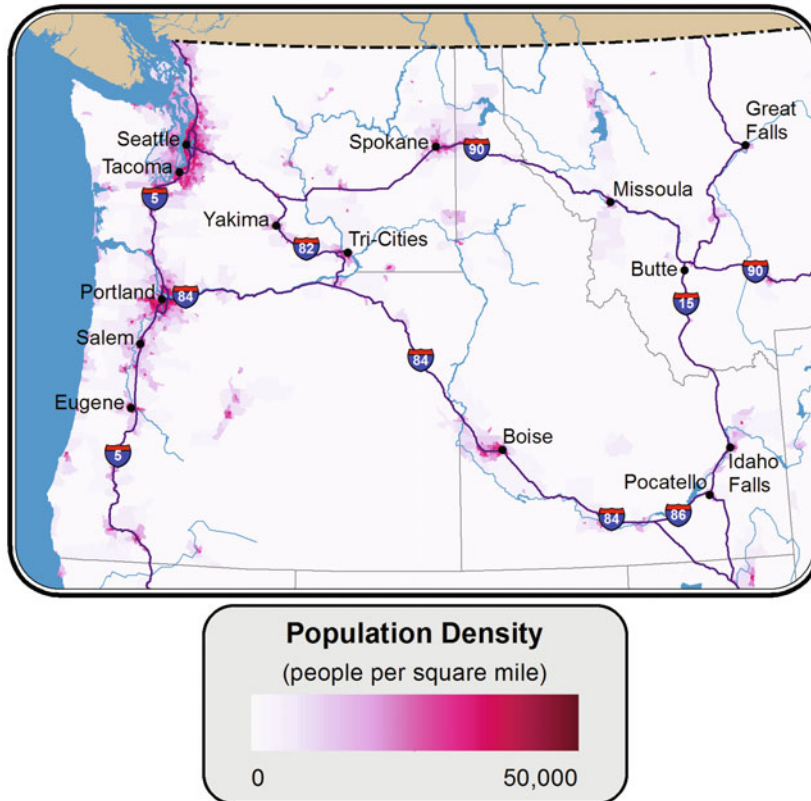 Great
Falls
Seattle
Spokane
90
Tacoma
Missoula
5
Yakima
Tri-Cities
82
Butte
90
Portland
84
15
Salem
84
Eugene
Boise
5
Idaho
Falls
Pocatello
84
86
Population Density
(people per square mile)
0
50,000